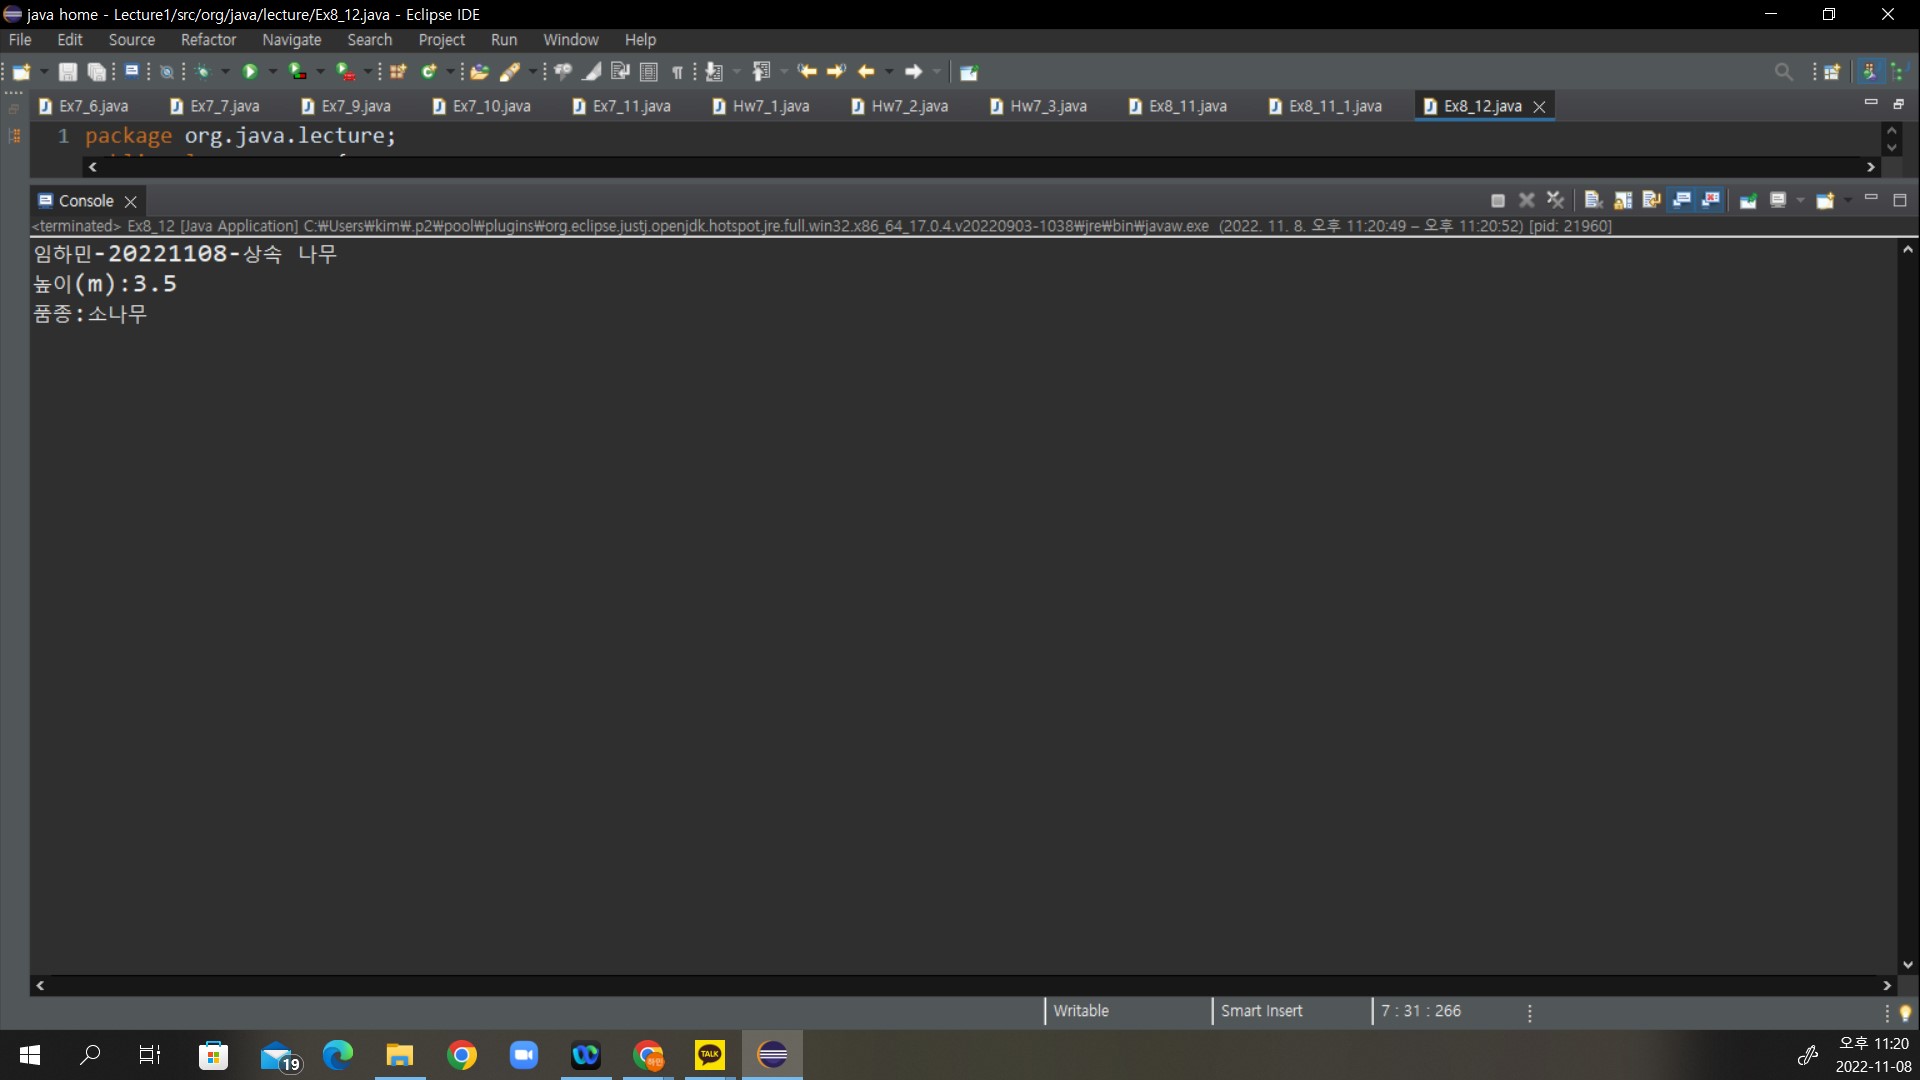 java home - Lecture1/src/org/java/lecture/Ex8_12.java - Eclipse IDE
File Edit Source Refactor Navigate Search Project Run Window Help
Ex7_6.java Ex7_7.java Ex7_9.java Ex7_10.java Ex7_11.java Hw7_1.java Hw7_2.java Hw7_3.java Ex8_11.java Ex8_11_1.java Ex8_12.java
1 package org.java.lecture;
Console
<terminated> Ex8_12 [Java Application] C:₩Users₩kim₩.p2₩pool₩plugins₩org.eclipse.justj.openjdk.hotspot.jre.full.win32.x86_64_17.0.4.v20220903-1038₩jre₩bin₩javaw.exe (2022. 11. 8. 오후 11:20:49 – 오후 11:20:52) [pid: 21960]
임하민-20221108-상속 나무
높이(m):3.5
품종:소나무
Writable Smart Insert 7 : 31 : 266
19
TALK
오후 11:20
2022-11-08